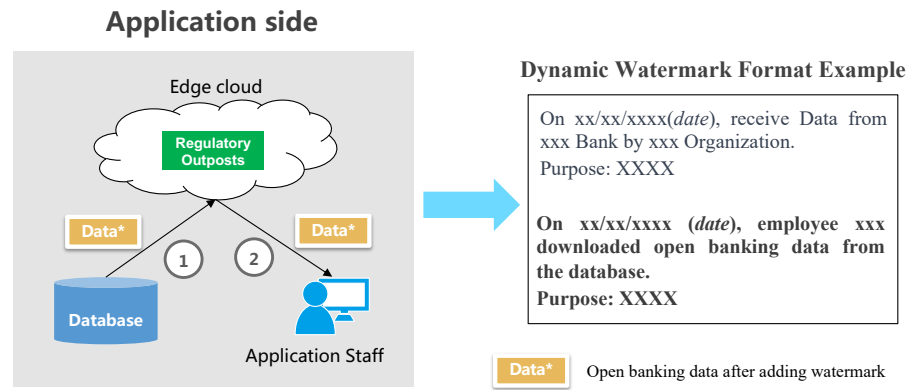 Application side
Edge cloud
Regulatory
Outposts
Data*
Data*
1
2
Database
Application Staff
Dynamic Watermark Format Example
On xx/xx/xxxx(date), receive Data from
xxx Bank by xxx Organization.
Purpose: XXXX
On xx/xx/xxxx (date), employee xxx
downloaded open banking data from
the database.
Purpose: XXXX
Data*
Open banking data after adding watermark